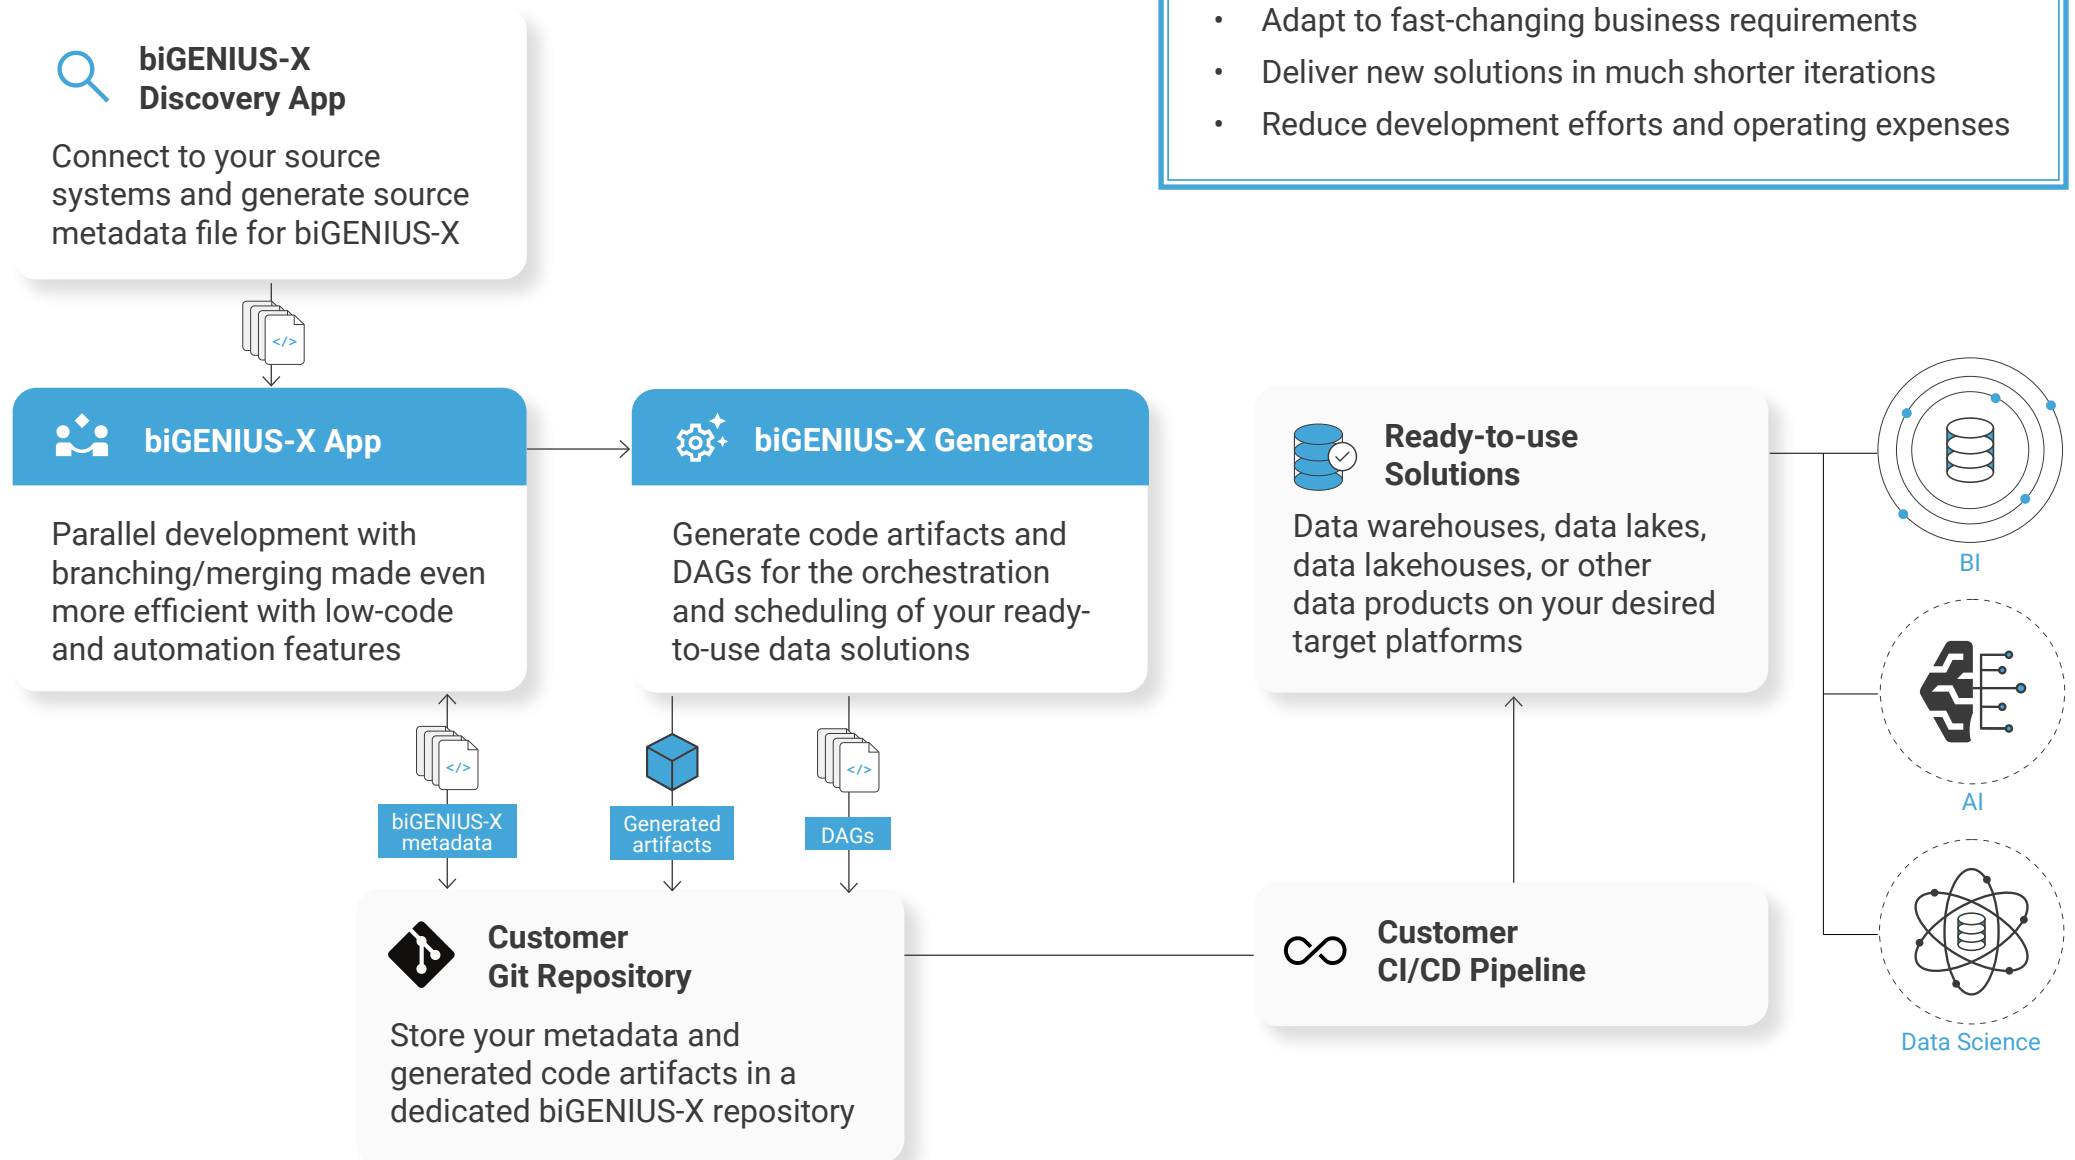 Adapt to fast-changing business requirements
Deliver new solutions in much shorter iterations
Reduce development efforts and operating expenses
biGENIUS-X
Discovery App
Connect to your source
systems and generate source
metadata file for biGENIUS-X
</>
biGENIUS-X App
Parallel development with
branching/merging made even
more efficient with low-code
and automation features
biGENIUS-X Generators
Generate code artifacts and
DAGs for the orchestration
and scheduling of your ready-
to-use data solutions
Ready-to-use
Solutions
Data warehouses, data lakes,
data lakehouses, or other
data products on your desired
target platforms
BI
AI
Data Science
</>
biGENIUS-X
metadata
Generated
artifacts
</>
DAGs
Customer
Git Repository
Store your metadata and
generated code artifacts in a
dedicated biGENIUS-X repository
Customer
CI/CD Pipeline